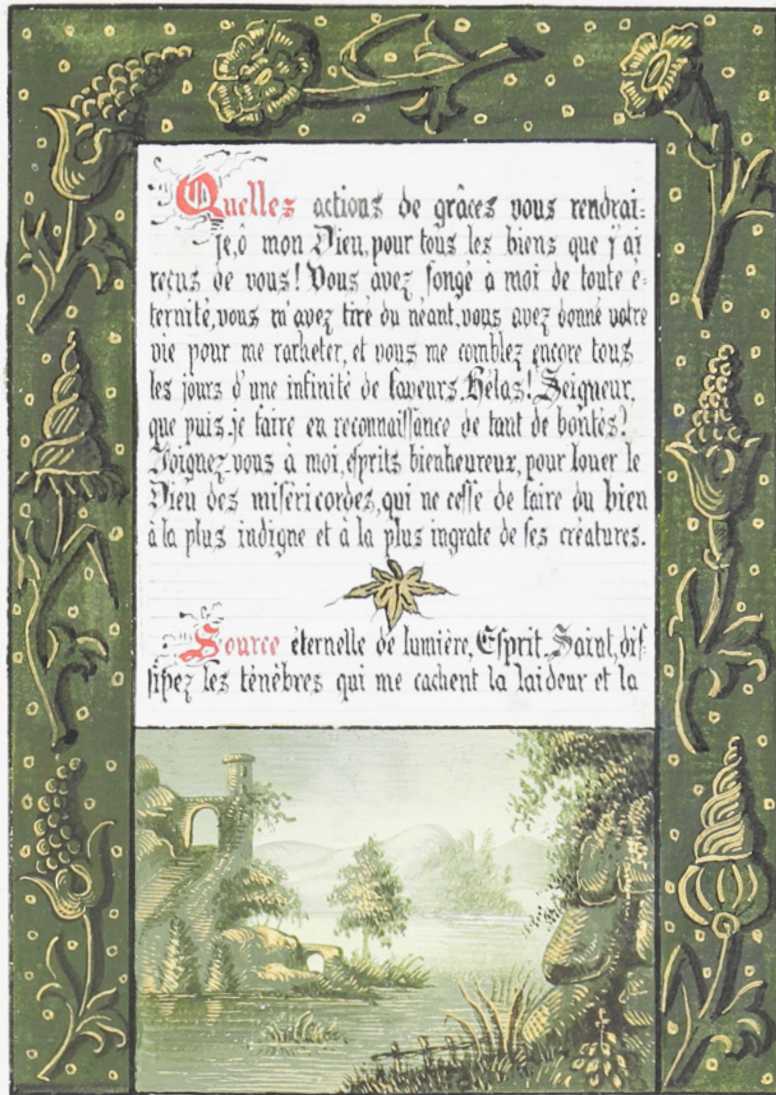 Quelles actions de grâces vous rendrai-
je, ô mon Dieu, pour tous les biens que j'ai
reçus de vous! Vous avez songé à moi de toute é-
ternité, vous m'avez tiré du néant, vous avez donné votre
vie pour me racheter, et vous me comblez encore tous
les jours d'une infinité de faveurs. Hélas! Seigneur,
que puis-je faire en reconnaissance de tant de bontés?
Joignez-vous à moi, esprits bienheureux, pour louer le
Dieu des miséricordes, qui ne cesse de faire du bien
à la plus indigne et à la plus ingrate de ses créatures.
Source éternelle de lumière, Esprit-Saint, dis-
sipez les ténèbres qui me cachent la laideur et la